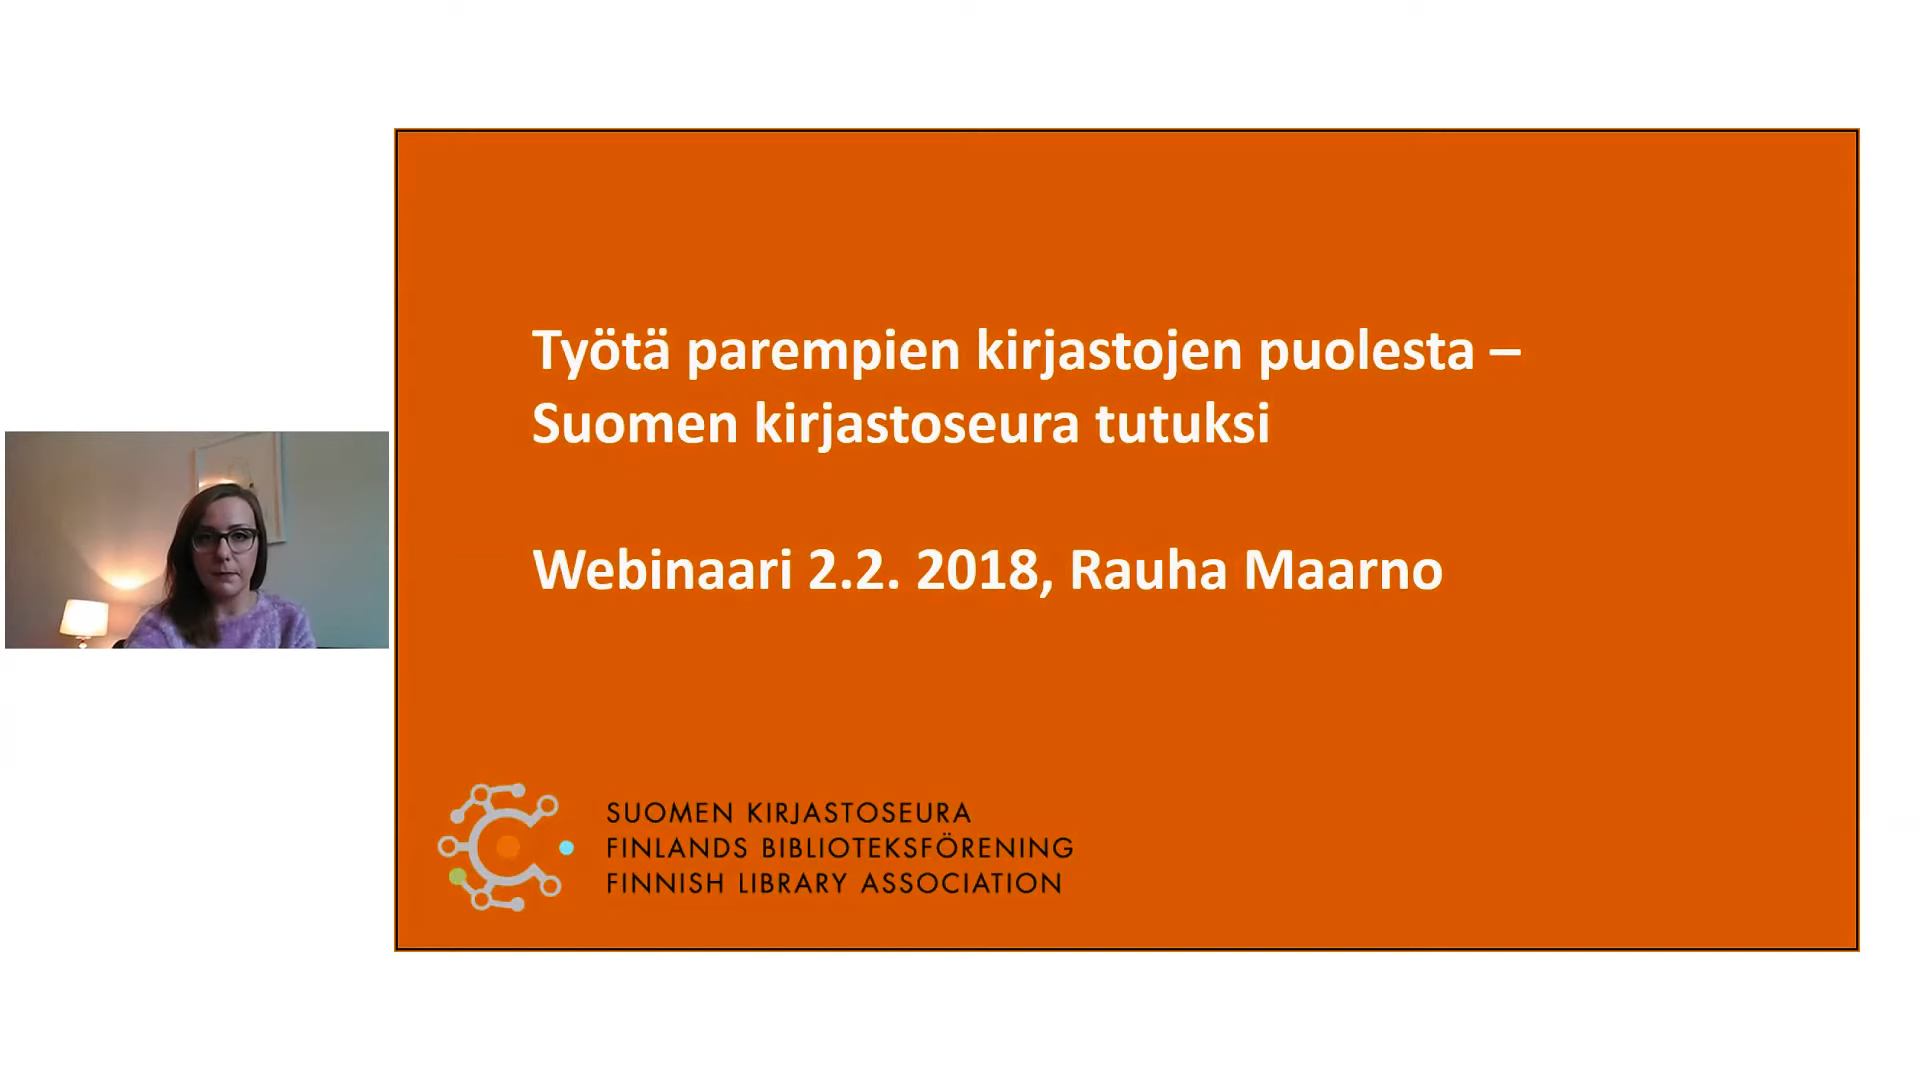 Työtä parempien kirjastojen puolesta –
Suomen kirjastoseura tutuksi
Webinaari 2.2. 2018, Rauha Maarno
SUOMEN KIRJASTOSEURA
FINLANDS BIBLIOTEKSFÖRENING
FINNISH LIBRARY ASSOCIATION